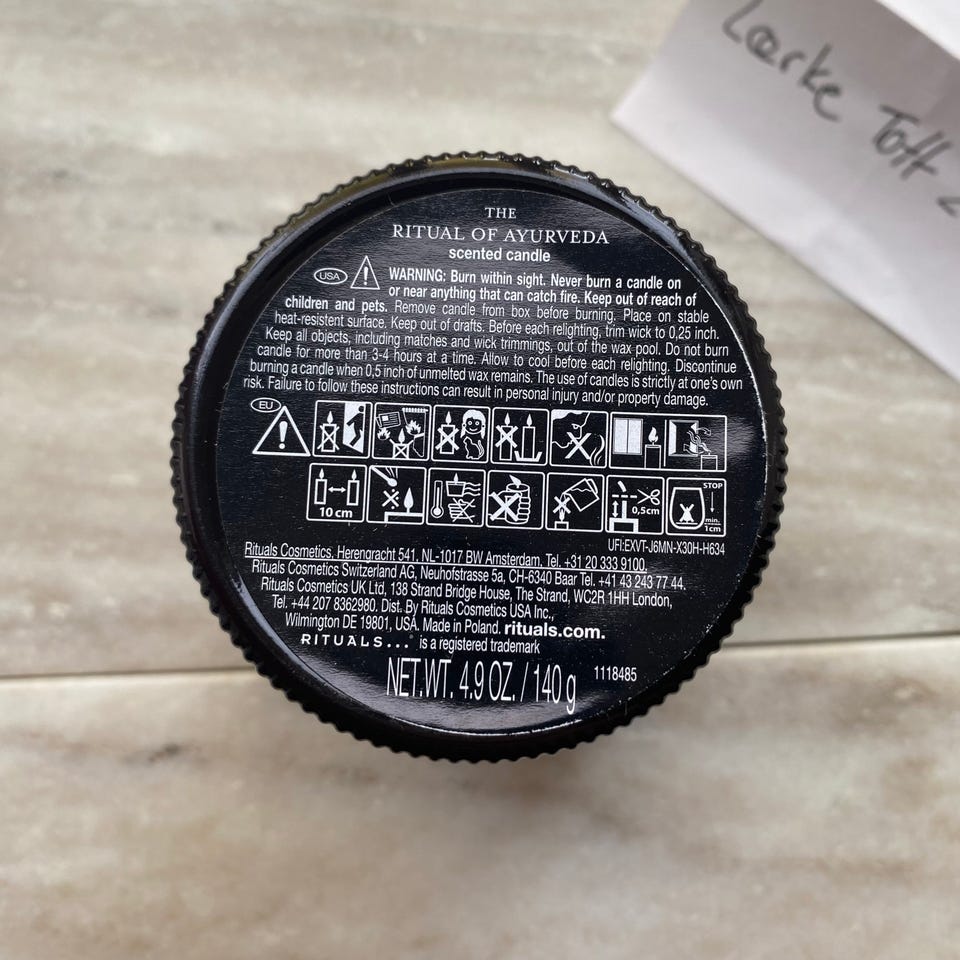 Lærke Toft
THE
RITUAL OF AYURVEDA
scented candle
USA WARNING: Burn within sight. Never burn a candle on
or near anything that can catch fire. Keep out of reach of
children and pets. Remove candle from box before burning. Place on stable
heat-resistant surface. Keep out of drafts. Before each relighting, trim wick to 0,25 inch.
Keep all objects, including matches and wick trimmings, out of the wax pool. Do not burn
candle for more than 3-4 hours at a time. Allow to cool before each relighting. Discontinue
burning a candle when 0,5 inch of unmelted wax remains. The use of candles is strictly at one's own
risk. Failure to follow these instructions can result in personal injury and/or property damage.
EU
STOP
10 cm 0,5cm min.
1cm
UFI:EXVT-J6MN-X30H-H634
Rituals Cosmetics, Herengracht 541, NL-1017 BW Amsterdam, Tel. +31 20 333 9100.
Rituals Cosmetics Switzerland AG, Neuhofstrasse 5a, CH-6340 Baar Tel. +41 43 243 77 44.
Rituals Cosmetics UK Ltd, 138 Strand Bridge House, The Strand, WC2R 1HH London,
Tel. +44 207 8362980. Dist. By Rituals Cosmetics USA Inc.,
Wilmington DE 19801, USA. Made in Poland. rituals.com.
RITUALS... is a registered trademark
NET.WT. 4.9 OZ. / 140 g 1118485